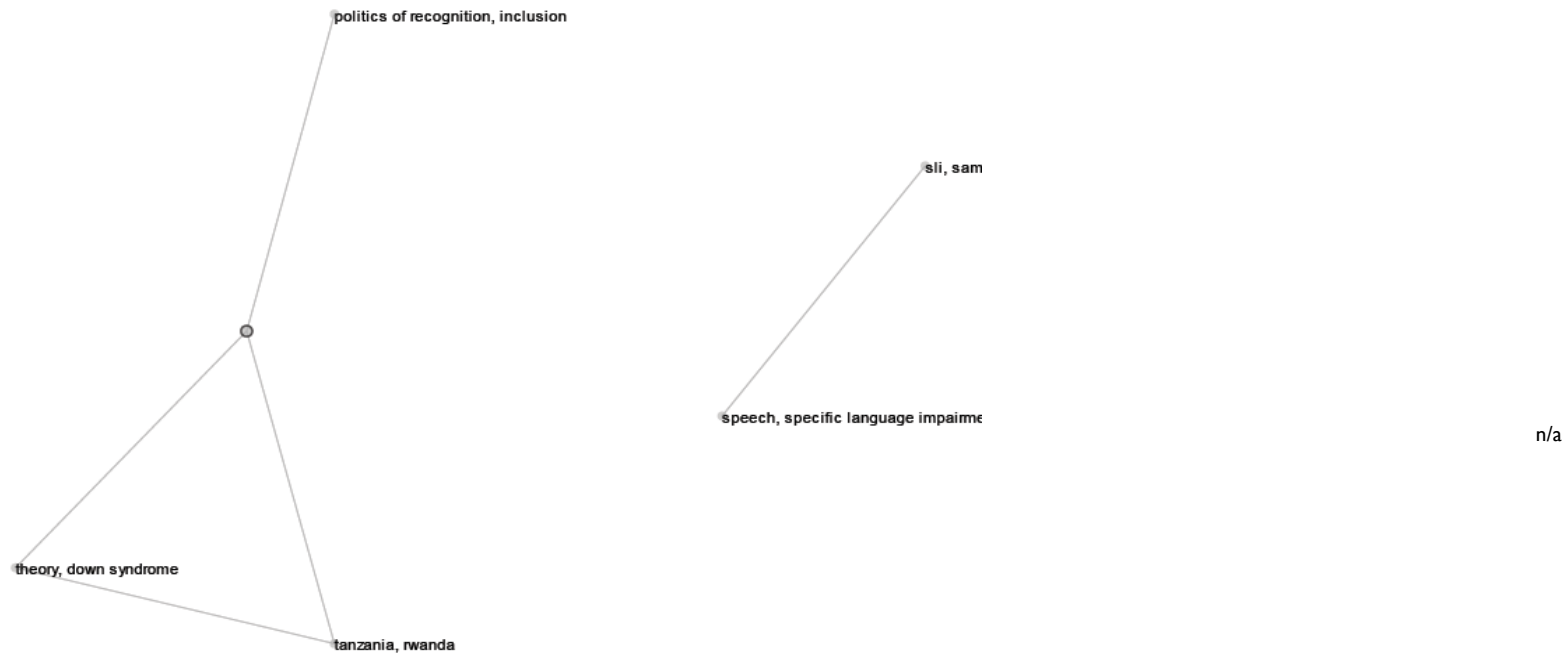 politics of recognition, inclusion
sli, sam
speech, specific language impairme
n/a
theory, down syndrome
tanzania, rwanda